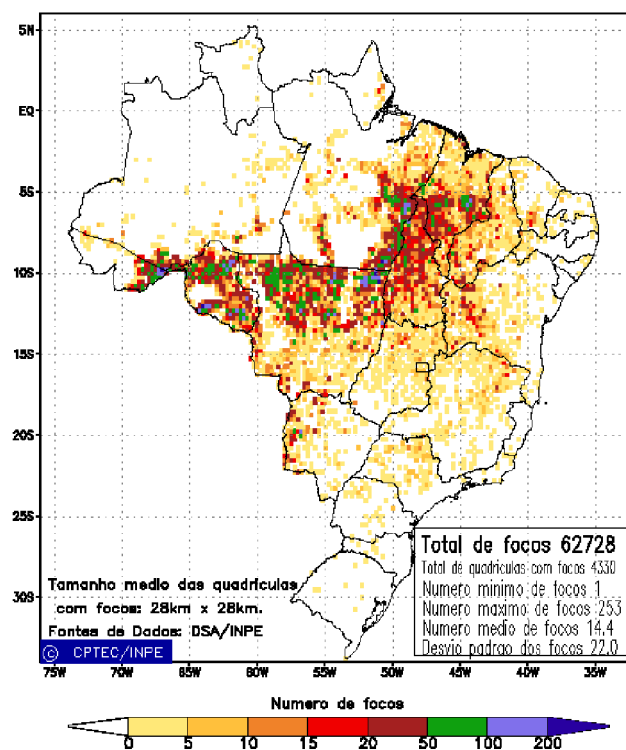 5N
EQ
5S
10S
15S
20S
25S
30S
Total de focos 62728
Total de quadriculas com focos 4330
Numero minimo de focos 1
Numero maximo de focos 253
Numero medio de focos 14.4
Desvio padrao dos focos 22.0
Tamanho medio das quadriculas
com focos: 28km x 28km.
Fontes de Dados: DSA/INPE
© CPTEC/INPE
75W 70W 65W 60W 55W 50W 45W 40W 35W
Numero de focos
0 5 10 15 20 50 100 200